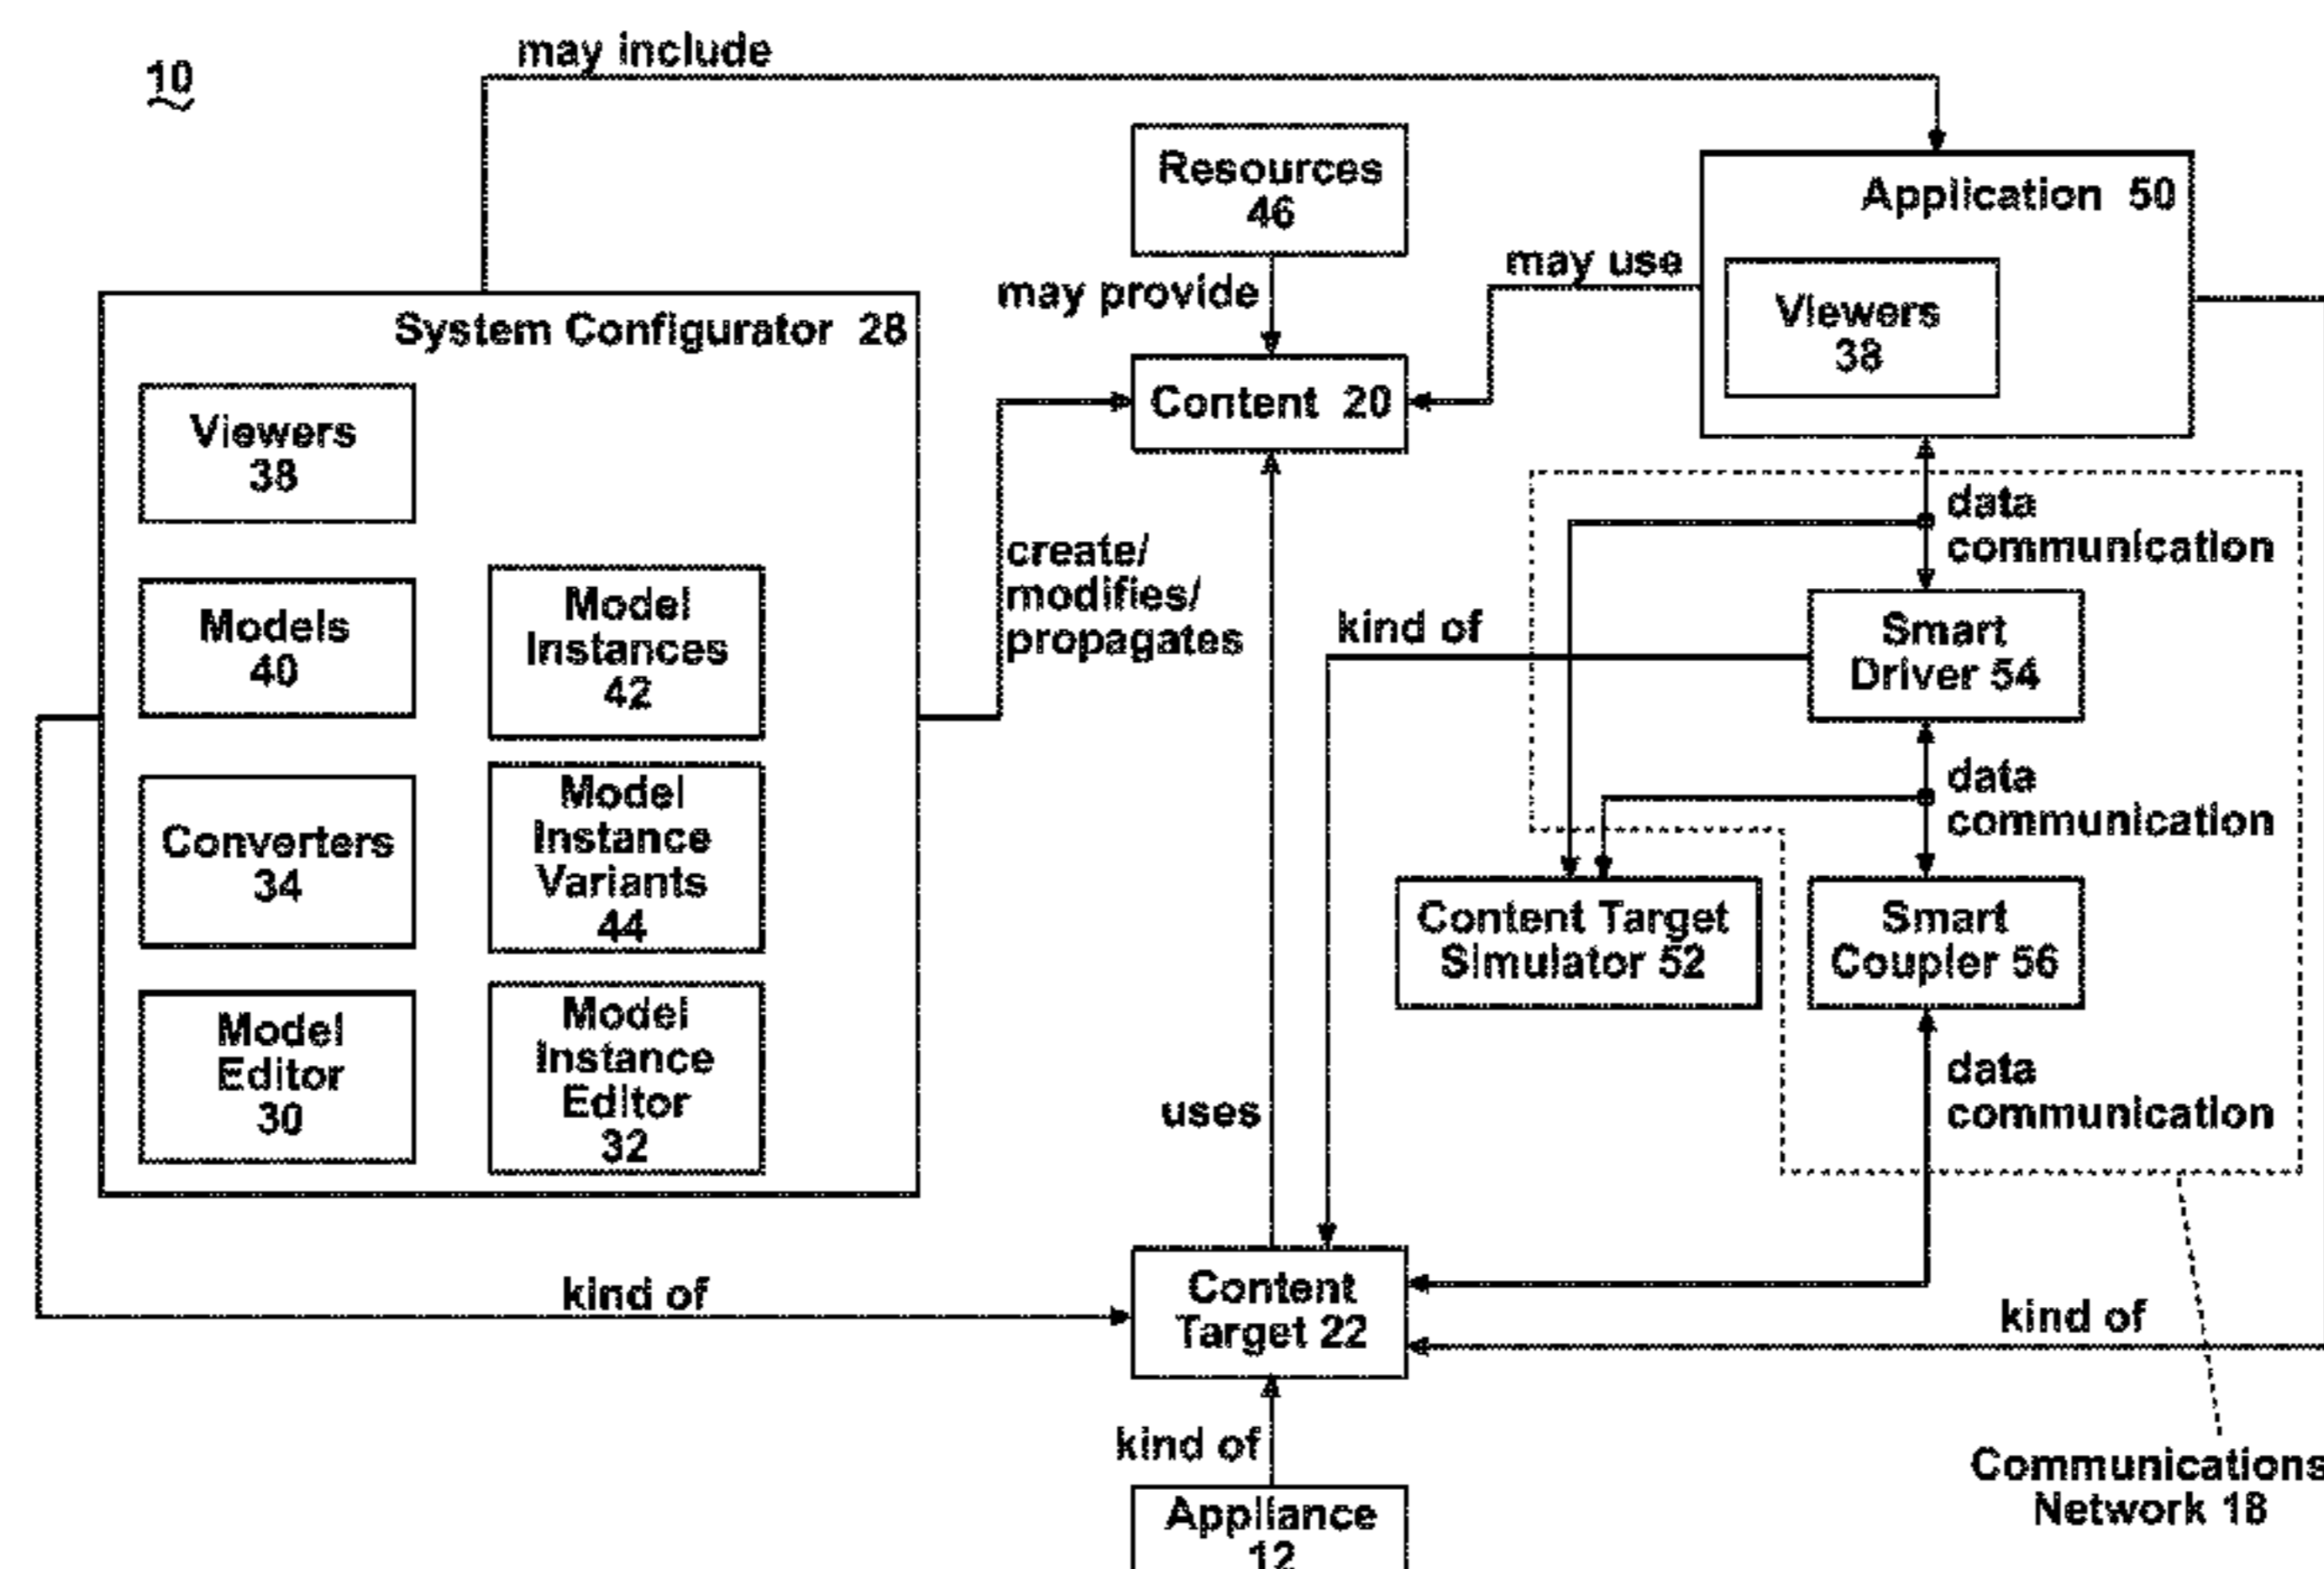 10
may include
Resources
46
Application 50
may use
Viewers
38
may provide
System Configurator 28
Content 20
Viewers
38
data
communication
create/
modifies/
propagates
Model
Instances
42
Models
40
kind of
Smart
Driver 54
data
communication
Model
Instance
Variants
44
Converters
34
Content Target
Simulator 52
Smart
Coupler 56
Model
Editor
30
Model
Instance
Editor
32
uses
data
communication
kind of
Content
Target 22
kind of
kind of
Appliance
12
Communications
Network 18